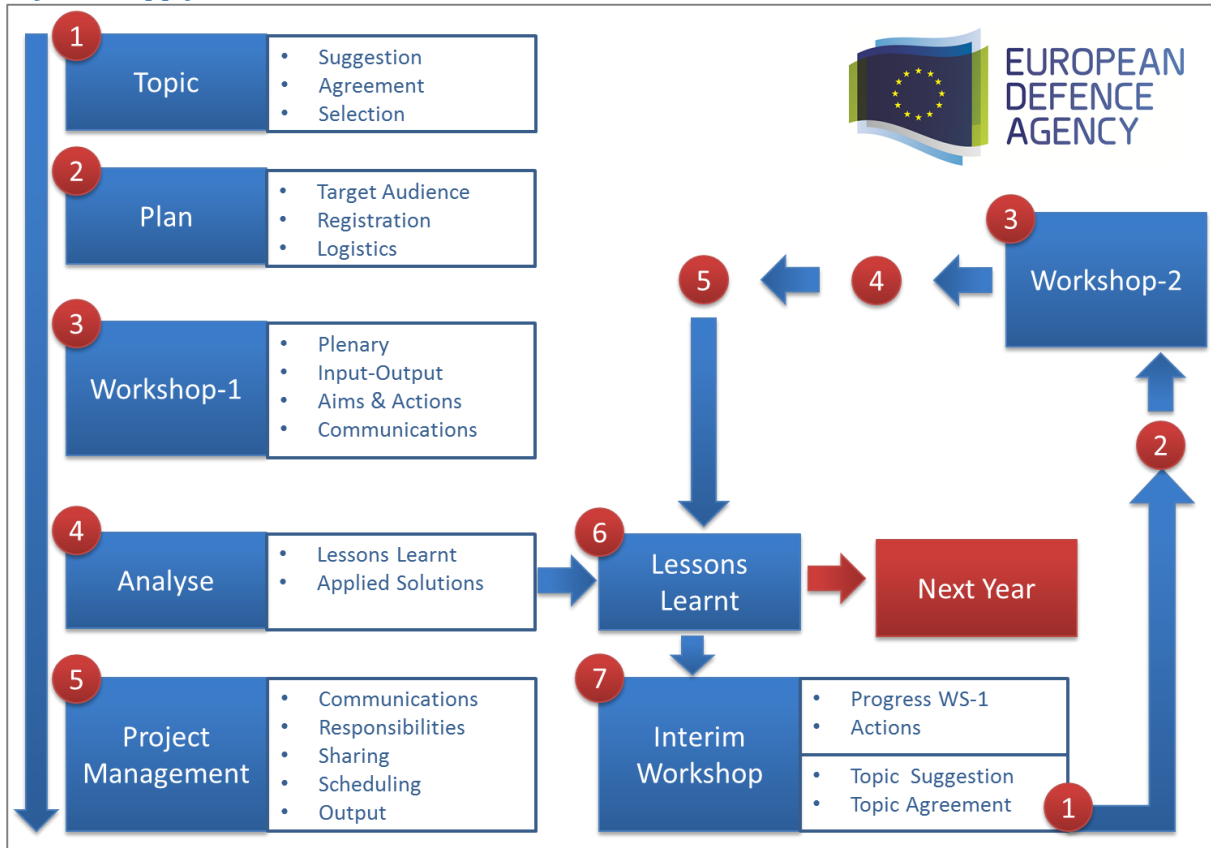 1
Topic
• Suggestion
• Agreement
• Selection
EUROPEAN
DEFENCE
AGENCY
2
Plan
• Target Audience
• Registration
• Logistics
3
Workshop-1
• Plenary
• Input-Output
• Aims & Actions
• Communications
3
Workshop-2
4
5
2
4
Analyse
• Lessons Learnt
• Applied Solutions
6
Lessons
Learnt
Next Year
5
Project
Management
• Communications
• Responsibilities
• Sharing
• Scheduling
• Output
7
Interim
Workshop
• Progress WS-1
• Actions
• Topic Suggestion
• Topic Agreement
1